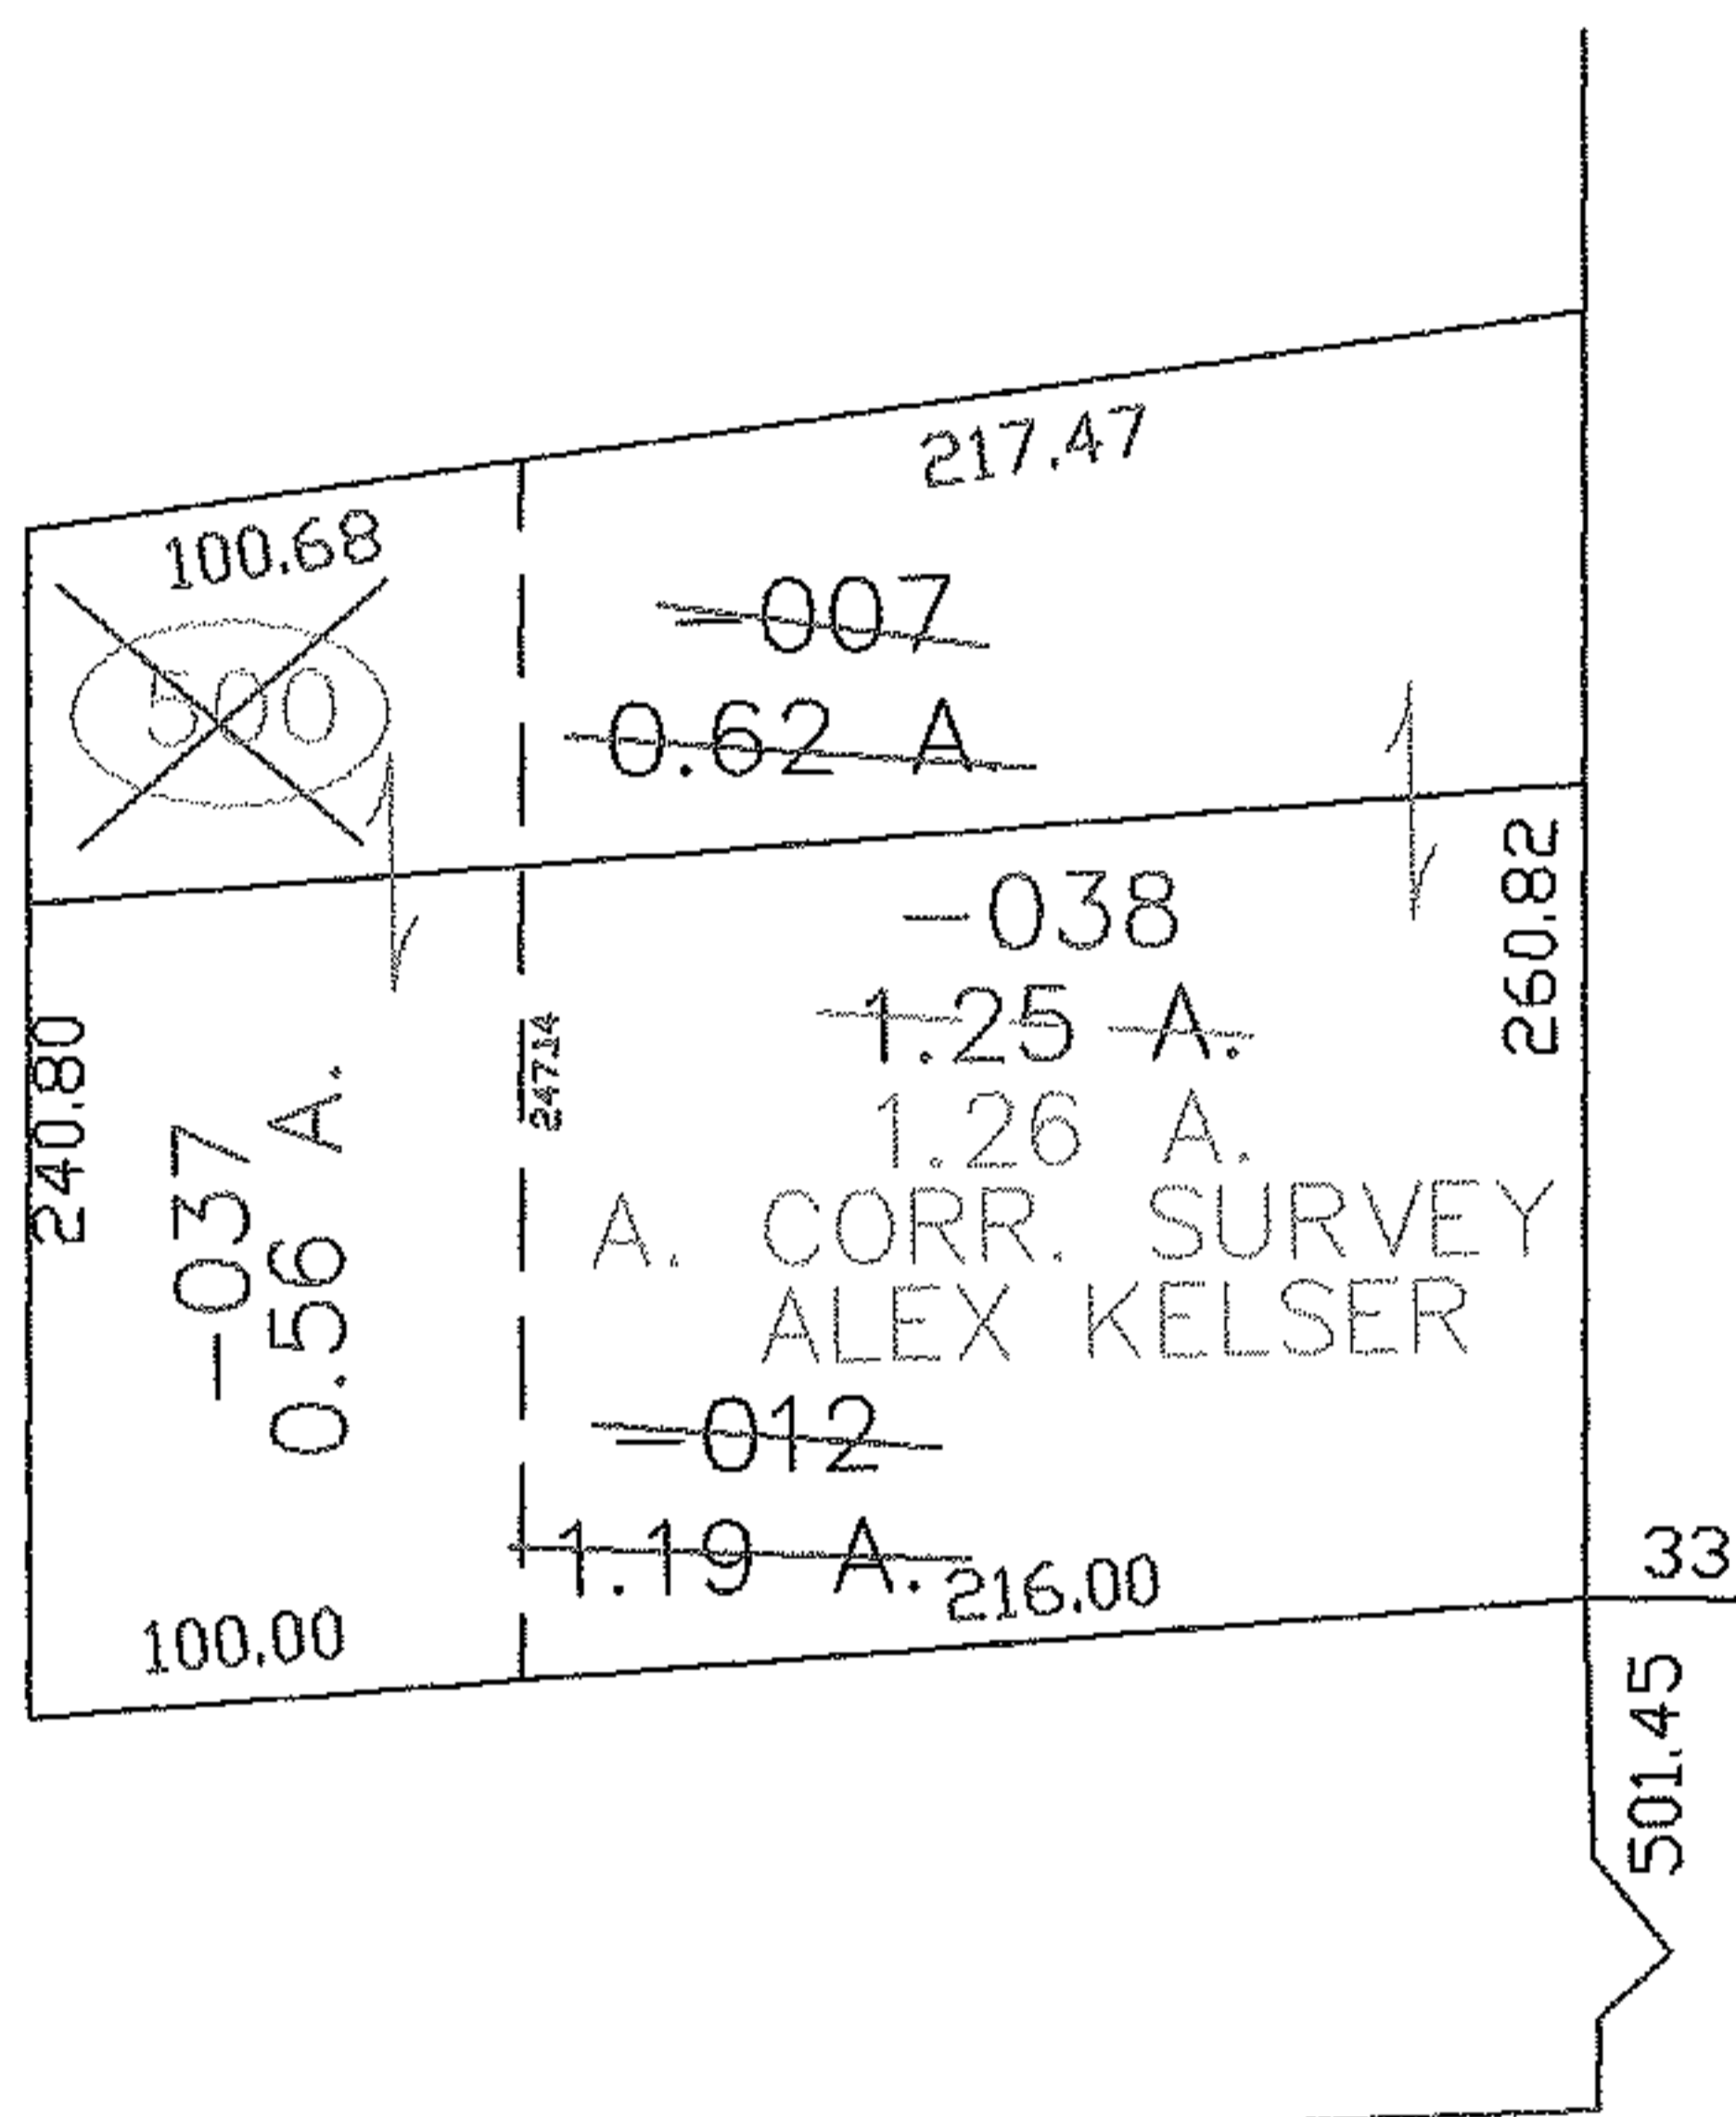 217.47
100.68
-007
500
0.62 A
-038
260.82
1.25 A.
240.80
247.14
-037
0.56 A.
1.26 A.
A. CORR. SURVEY
ALEX KELSER
-012
1.19 A.
216.00
33
100.00
501.45